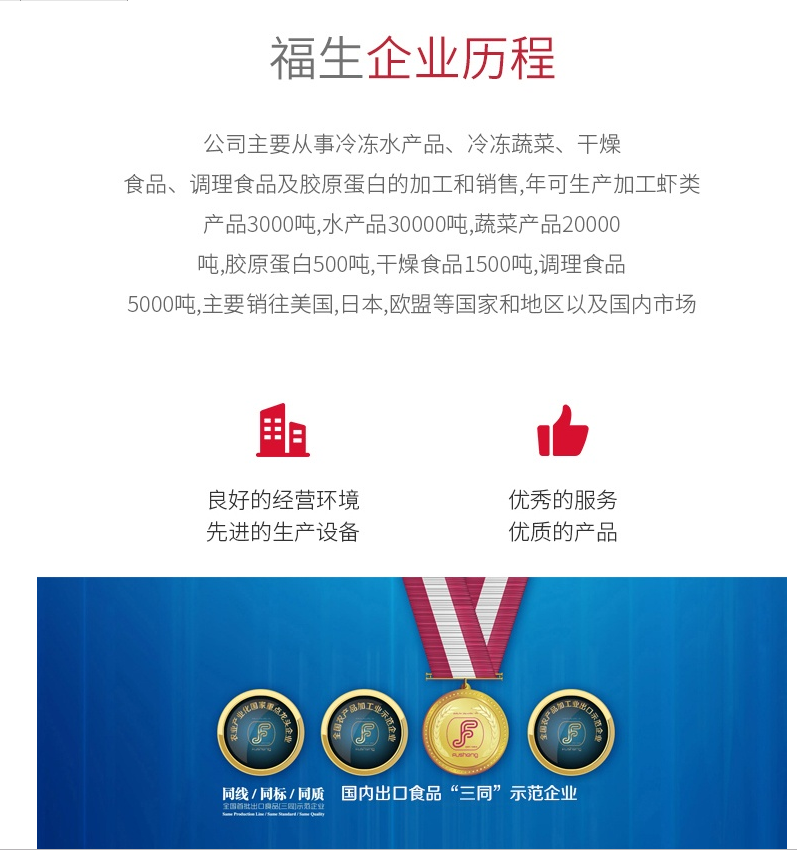 福生企业历程
公司主要从事冷冻水产品、冷冻蔬菜、干燥
食品、调理食品及胶原蛋白的加工和销售,年可生产加工虾类
产品3000吨,水产品30000吨,蔬菜产品20000
吨,胶原蛋白500吨,干燥食品1500吨,调理食品
5000吨,主要销往美国,日本,欧盟等国家和地区以及国内市场
良好的经营环境
先进的生产设备
优秀的服务
优质的产品
农业产业化国家重点龙头企业
fusheng
全国农产品加工业示范企业
fusheng
fusheng
全国农产品加工业出口示范企业
fusheng
同线 / 同标 / 同质
全国首批出口食品(三同)示范企业
Same Production Line / Same Standard / Same Quality
国内出口食品“三同”示范企业